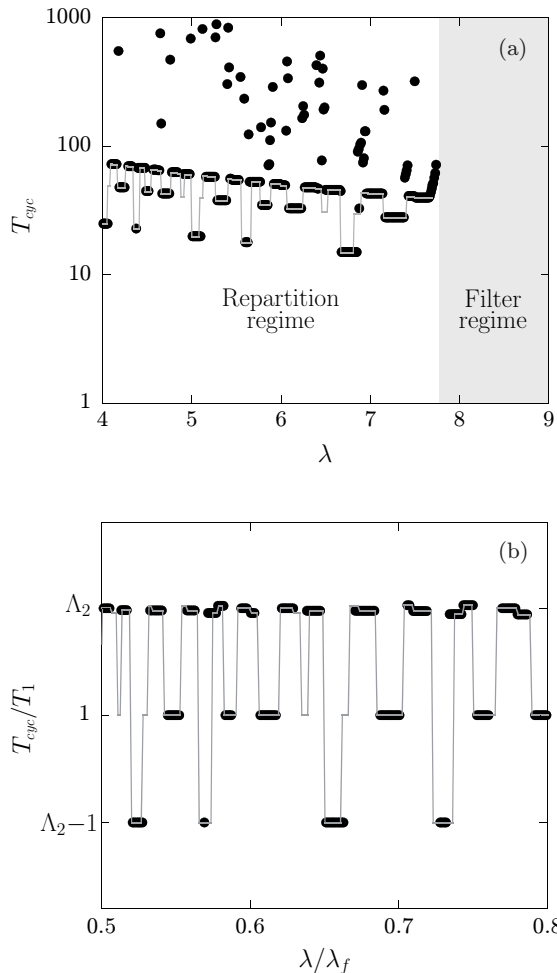 1000
(a)
100
T_cyc
10
Repartition
regime
Filter
regime
1
4
5
6
7
8
9
λ
(b)
Λ₂
T_cyc/T₁
1
Λ₂−1
0.5
0.6
0.7
0.8
λ/λ_f